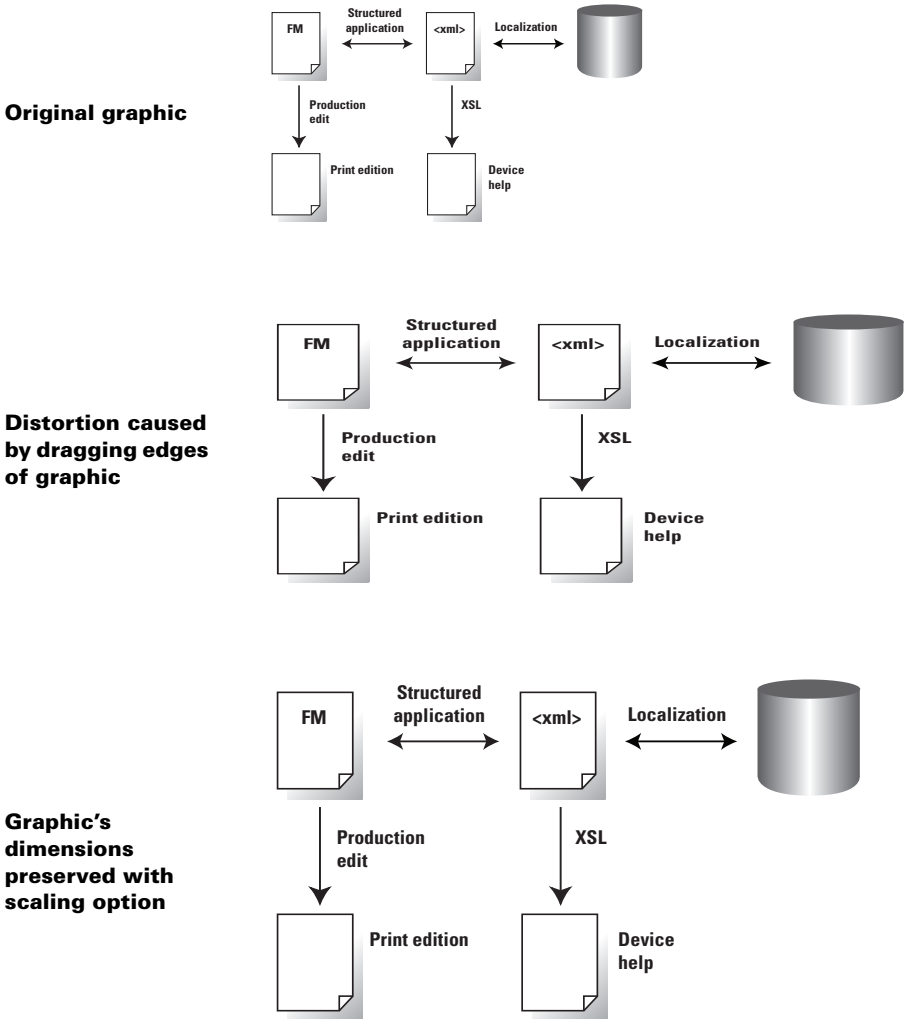 Structured
application
FM
<xml>
Localization
Original graphic
Production
edit
XSL
Print edition
Device
help
Structured
application
FM
<xml>
Localization
Distortion caused
by dragging edges
of graphic
Production
edit
XSL
Print edition
Device
help
Structured
application
FM
<xml>
Localization
Graphic's
dimensions
preserved with
scaling option
Production
edit
XSL
Print edition
Device
help